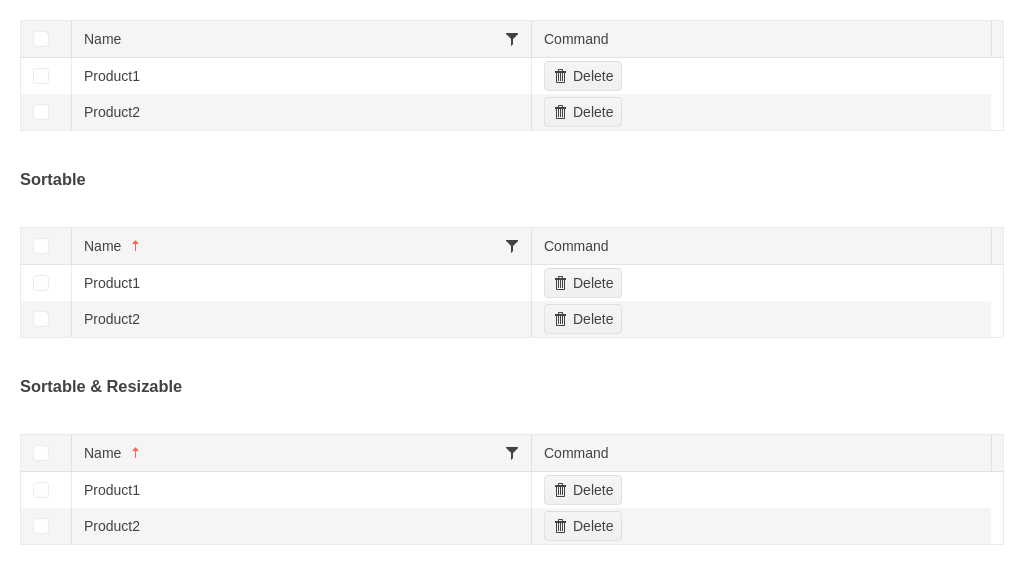 Name Command
Product1 Delete
Product2 Delete
Sortable
Name Command
Product1 Delete
Product2 Delete
Sortable & Resizable
Name Command
Product1 Delete
Product2 Delete